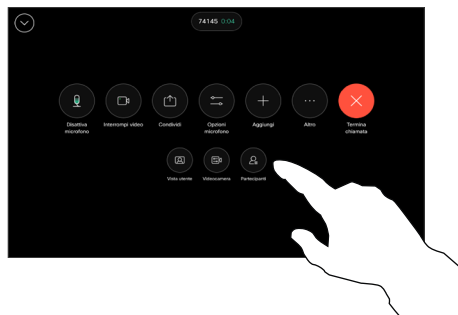 74145 0:04
Disattiva microfono
Interrompi video
Condividi
Opzioni microfono
Aggiungi
Altro
Termina chiamata
Vista utente
Videocamera
Partecipanti